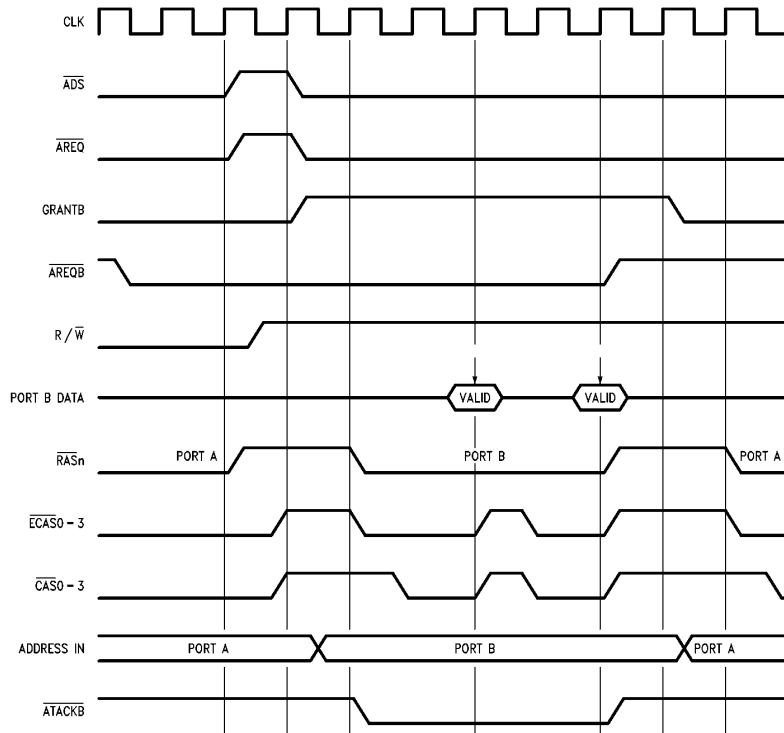 CLK
ADS
AREQ
GRANTB
AREQB
R/W
PORT B DATA VALID VALID
RASn PORT A PORT B PORT A
ECAS0-3
CAS0-3
ADDRESS IN PORT A PORT B PORT A
ATACKB